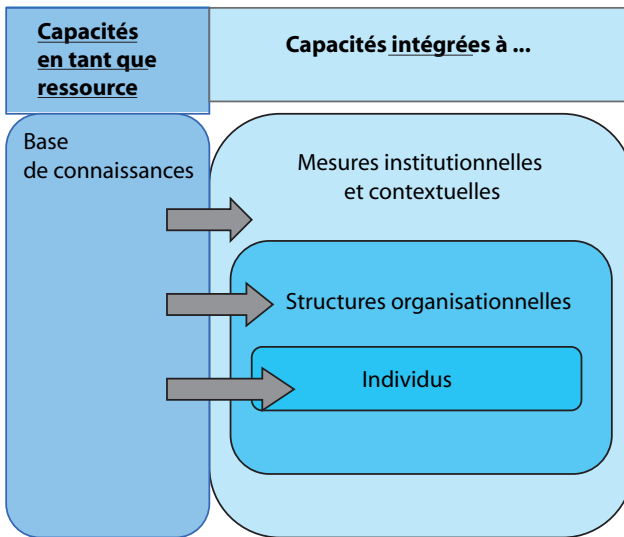 Capacités
en tant que
ressource
Capacités intégrées à ...
Base
de connaissances
Mesures institutionnelles
et contextuelles
Structures organisationnelles
Individus